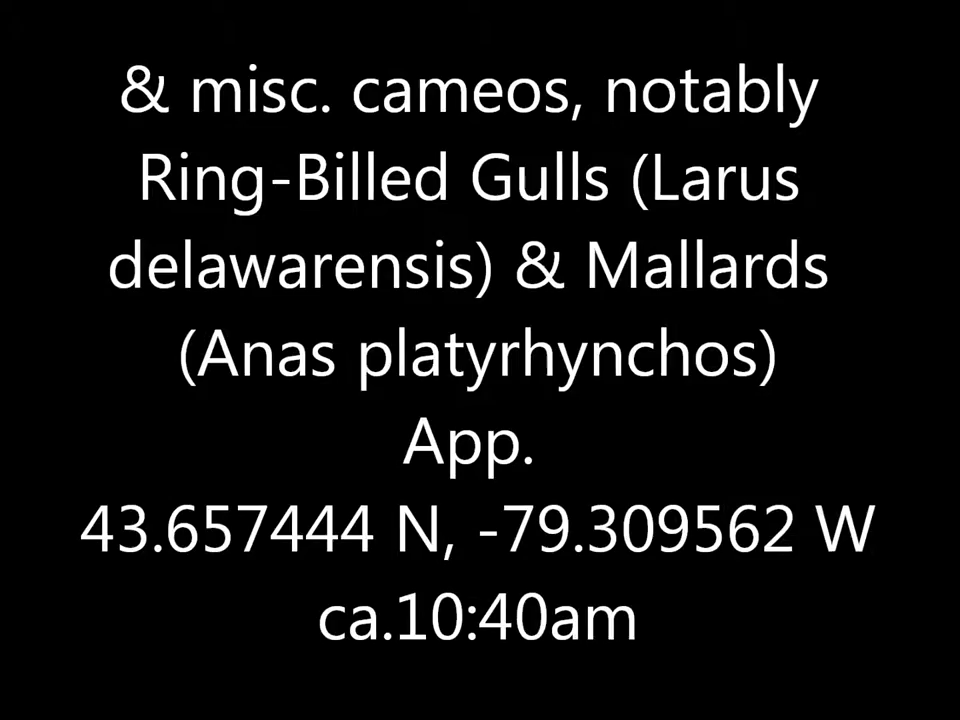 & misc. cameos, notably
Ring-Billed Gulls (Larus
delawarensis) & Mallards
(Anas platyrhynchos)
App.
43.657444 N, -79.309562 W
ca.10:40am